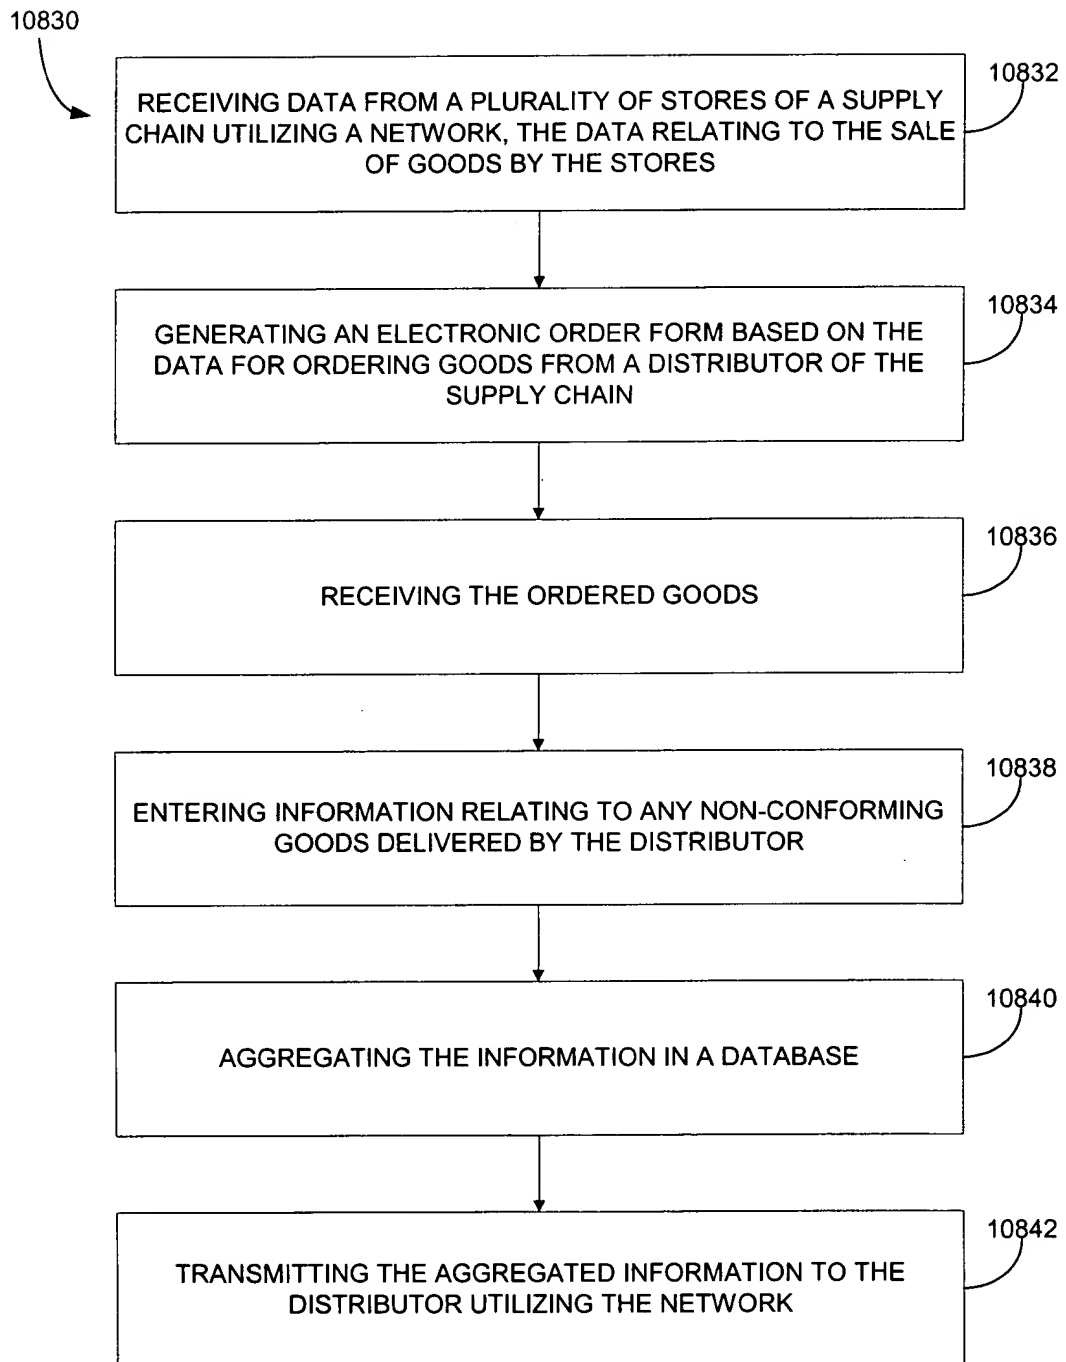 10830
10832
RECEIVING DATA FROM A PLURALITY OF STORES OF A SUPPLY
CHAIN UTILIZING A NETWORK, THE DATA RELATING TO THE SALE
OF GOODS BY THE STORES
10834
GENERATING AN ELECTRONIC ORDER FORM BASED ON THE
DATA FOR ORDERING GOODS FROM A DISTRIBUTOR OF THE
SUPPLY CHAIN
10836
RECEIVING THE ORDERED GOODS
10838
ENTERING INFORMATION RELATING TO ANY NON-CONFORMING
GOODS DELIVERED BY THE DISTRIBUTOR
10840
AGGREGATING THE INFORMATION IN A DATABASE
10842
TRANSMITTING THE AGGREGATED INFORMATION TO THE
DISTRIBUTOR UTILIZING THE NETWORK